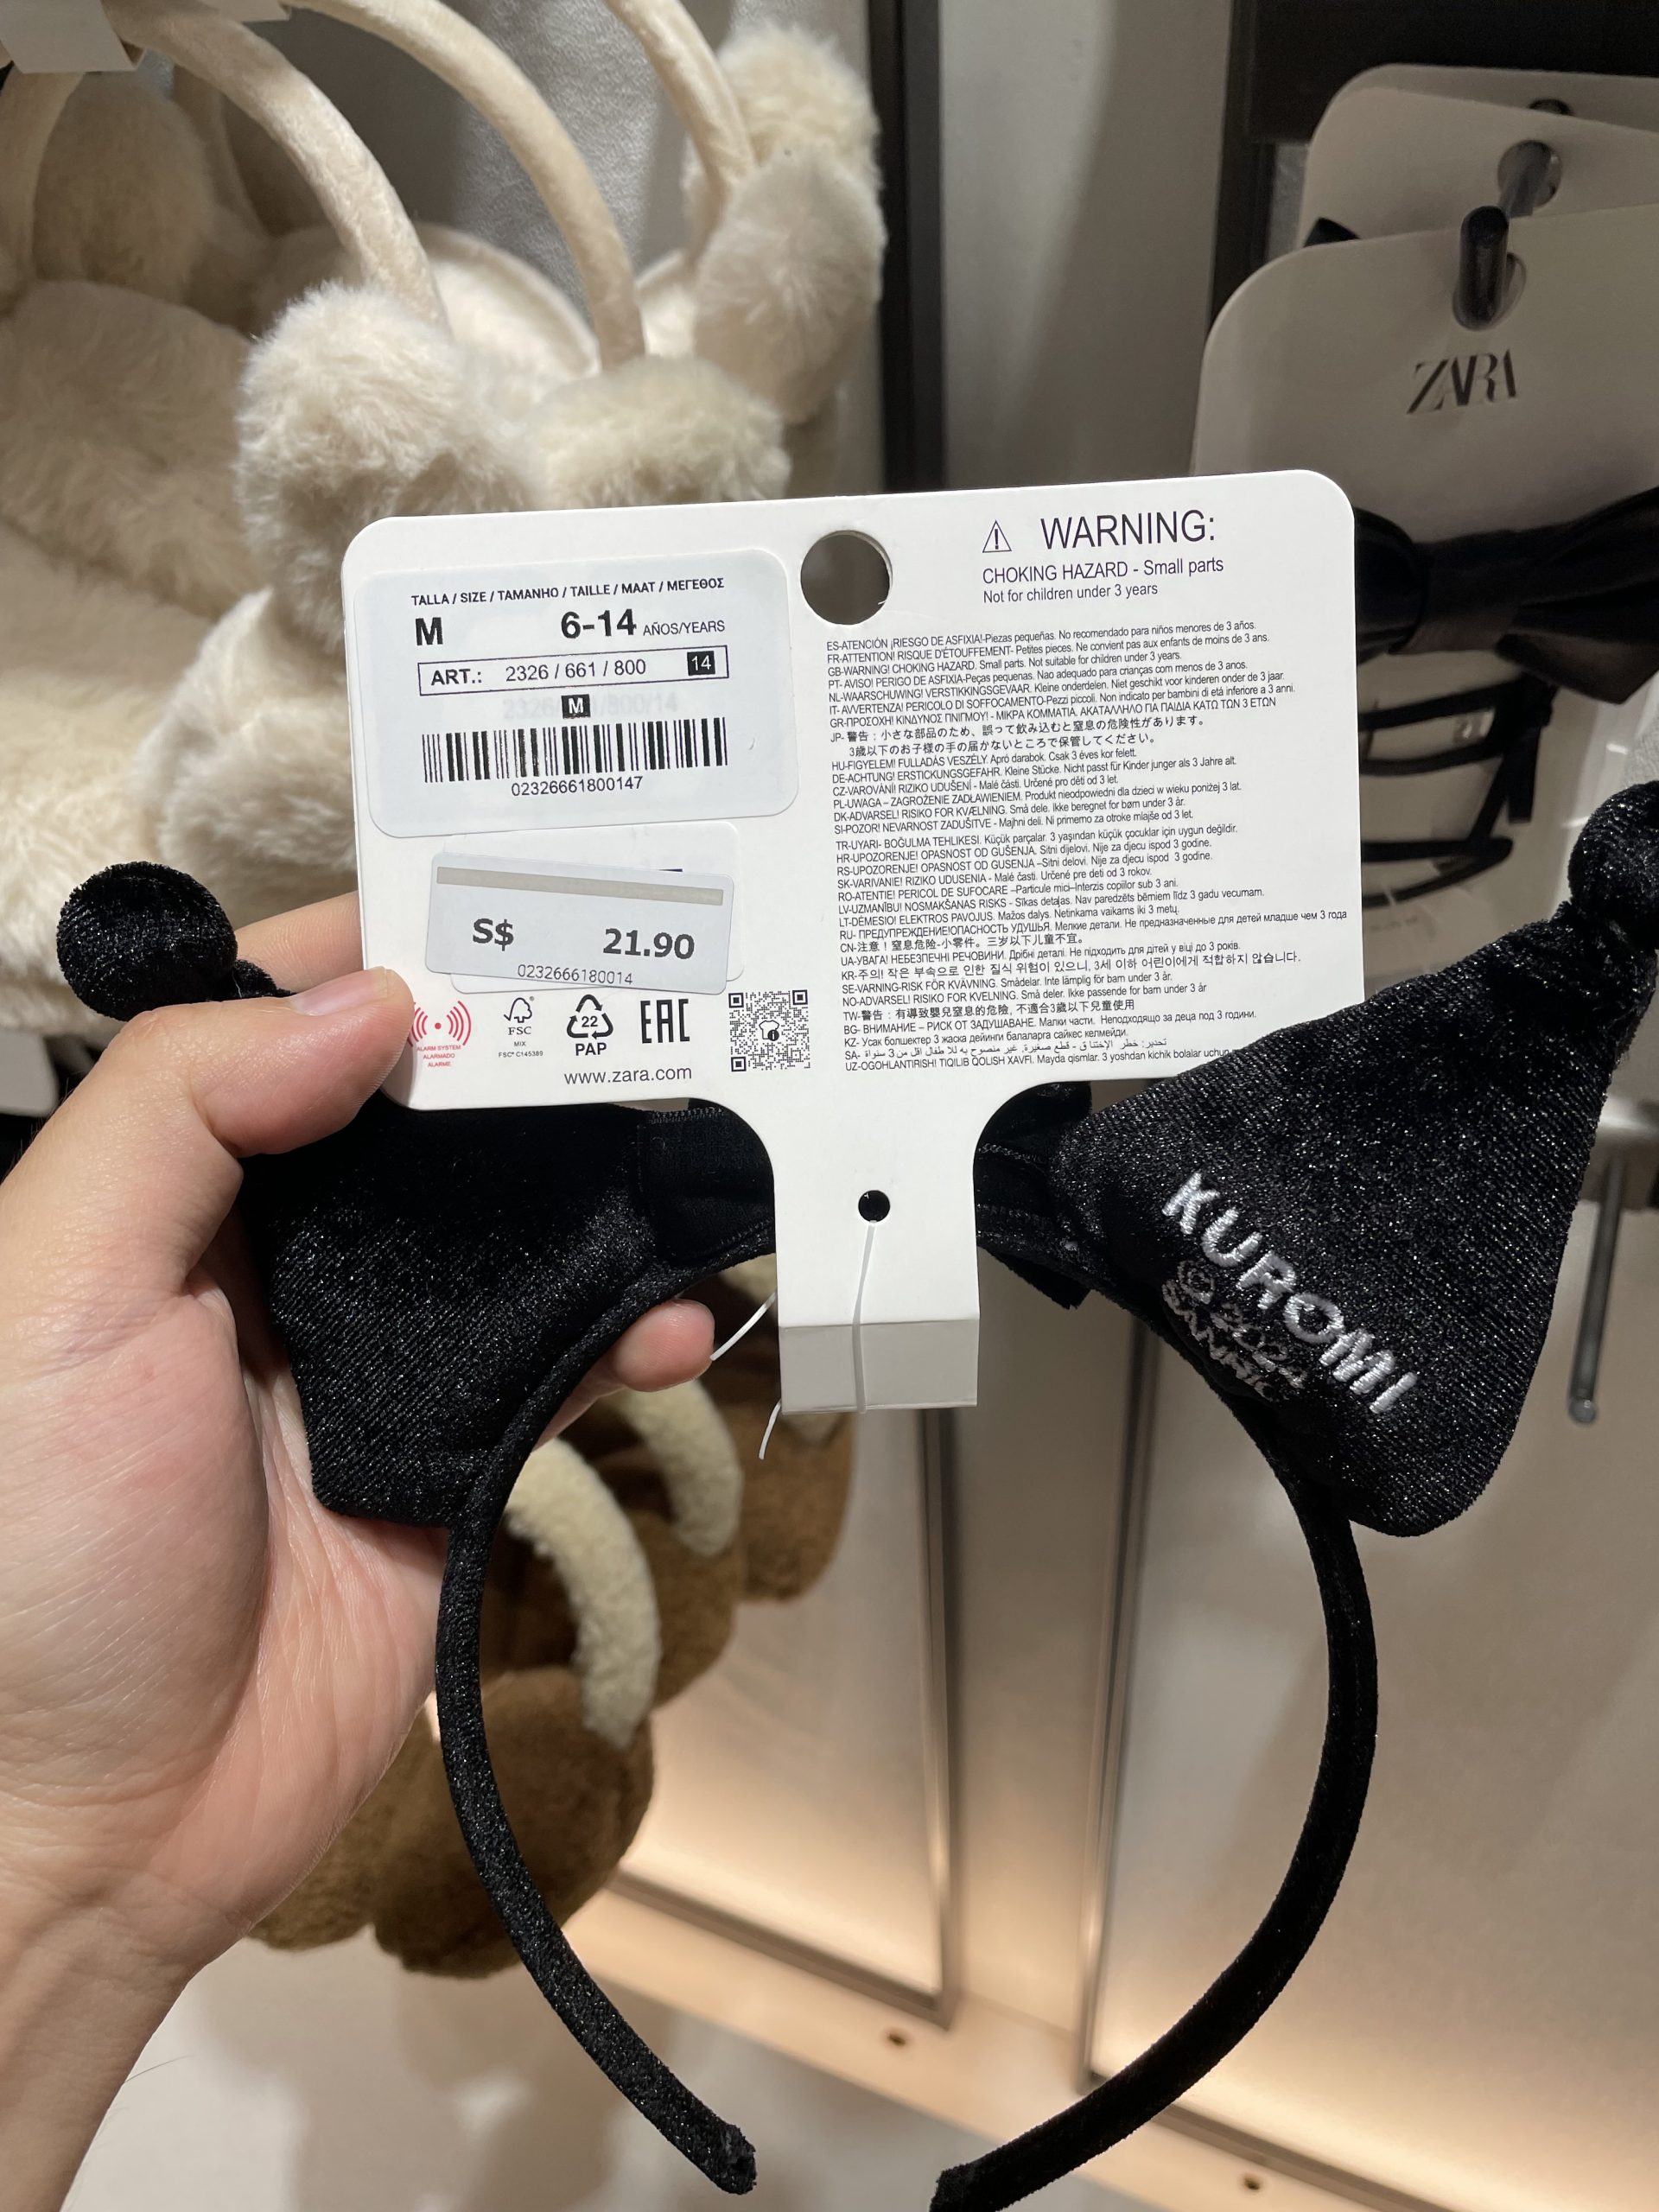 ZARA
TALLA / SIZE / TAMANHO / TAILLE / MAAT / ΜΕΓΕΘΟΣ
M 6-14 AÑOS/YEARS
ART.: 2326 / 661 / 800 14
M
02326661800147
S$ 21.90
0232666180014
ALARM SYSTEM
ALARMADO
ALARME
FSC®
MIX
FSC® C145389
22
PAP
EAC
www.zara.com
⚠ WARNING:
CHOKING HAZARD - Small parts
Not for children under 3 years
ES-ATENCIÓN ¡RIESGO DE ASFIXIA!-Piezas pequeñas. No recomendado para niños menores de 3 años.
FR-ATTENTION! RISQUE D'ÉTOUFFEMENT- Petites pieces. Ne convient pas aux enfants de moins de 3 ans.
GB-WARNING! CHOKING HAZARD. Small parts. Not suitable for children under 3 years.
PT- AVISO! PERIGO DE ASFIXIA-Peças pequenas. Nao adequado para crianças com menos de 3 anos.
NL-WAARSCHUWING! VERSTIKKINGSGEVAAR. Kleine onderdelen. Niet geschikt voor kinderen onder de 3 jaar.
IT- AVVERTENZA! PERICOLO DI SOFFOCAMENTO-Pezzi piccoli. Non indicato per bambini di età inferiore a 3 anni.
GR-ΠΡΟΣΟΧΗ! ΚΙΝΔΥΝΟΣ ΠΝΙΓΜΟΥ! - ΜΙΚΡΑ ΚΟΜΜΑΤΙΑ. ΑΚΑΤΑΛΛΗΛΟ ΓΙΑ ΠΑΙΔΙΑ ΚΑΤΩ ΤΩΝ 3 ΕΤΩΝ
JP- 警告：小さな部品のため、誤って飲み込むと窒息の危険性があります。
3歳以下のお子様の手の届かないところで保管してください。
HU-FIGYELEM! FULLADÁS VESZÉLY. Apró darabok. Csak 3 éves kor felett.
DE-ACHTUNG! ERSTICKUNGSGEFAHR. Kleine Stücke. Nicht passt für Kinder junger als 3 Jahre alt.
CZ-VAROVÁNÍ! RIZIKO UDUŠENÍ - Malé části. Určené pro děti od 3 let.
PL-UWAGA – ZAGROŻENIE ZADŁAWIENIEM. Produkt nieodpowiedni dla dzieci w wieku poniżej 3 lat.
DK-ADVARSEL! RISIKO FOR KVÆLNING. Små dele. Ikke beregnet for børn under 3 år.
SI-POZOR! NEVARNOST ZADUŠITVE - Majhni deli. Ni primerno za otroke mlajše od 3 let.
TR-UYARI- BOĞULMA TEHLIKESI. Küçük parçalar. 3 yaşından küçük çocuklar için uygun değildir.
HR-UPOZORENJE! OPASNOST OD GUŠENJA. Sitni dijelovi. Nije za djecu ispod 3 godine.
RS-UPOZORENJE! OPASNOST OD GUŠENJA –Sitni delovi. Nije za djecu ispod 3 godine.
SK-VARIVANIE! RIZIKO UDUSENIA - Malé časti. Určené pre deti od 3 rokov.
RO-ATENTIE! PERICOL DE SUFOCARE –Particule mici–Interzis copiilor sub 3 ani.
LV-UZMANĪBU! NOSMAKŠANAS RISKS - Sīkas detaļas. Nav paredzēts bērniem līdz 3 gadu vecumam.
LT-DĖMESIO! ELEKTROS PAVOJUS. Mažos dalys. Netinkama vaikams iki 3 metų.
RU- ПРЕДУПРЕЖДЕНИЕ!ОПАСНОСТЬ УДУШЬЯ. Мелкие детали. Не предназначенные для детей младше чем 3 года
CN-注意！窒息危险-小零件。三岁以下儿童不宜。
UA-УВАГА! НЕБЕЗПЕЧНІ РЕЧОВИНИ. Дрібні деталі. Не підходить для дітей у віці до 3 років.
KR-주의! 작은 부속으로 인한 질식 위험이 있으니, 3세 이하 어린이에게 적합하지 않습니다.
SE-VARNING-RISK FÖR KVÄVNING. Smådelar. Inte lämplig för barn under 3 år.
NO-ADVARSEL! RISIKO FOR KVELNING. Små deler. Ikke passende for barn under 3 år
TW-警告：有導致嬰兒窒息的危險, 不適合3歲以下兒童使用
BG- ВНИМАНИЕ – РИСК ОТ ЗАДУШАВАНЕ. Малки части. Неподходящо за деца под 3 години.
KZ- Усак болшектер 3 жаска дейинги балаларга сайкес келмейди.
SA- تحذير: خطر الاختناق - قطع صغيرة. غير منصوح به للاطفال اقل من 3 سنواة
UZ-OGOHLANTIRISH! TIQILIB QOLISH XAVFI. Mayda qismlar. 3 yoshdan kichik bolalar uchun
KUROMI
© 2024
SANRIO